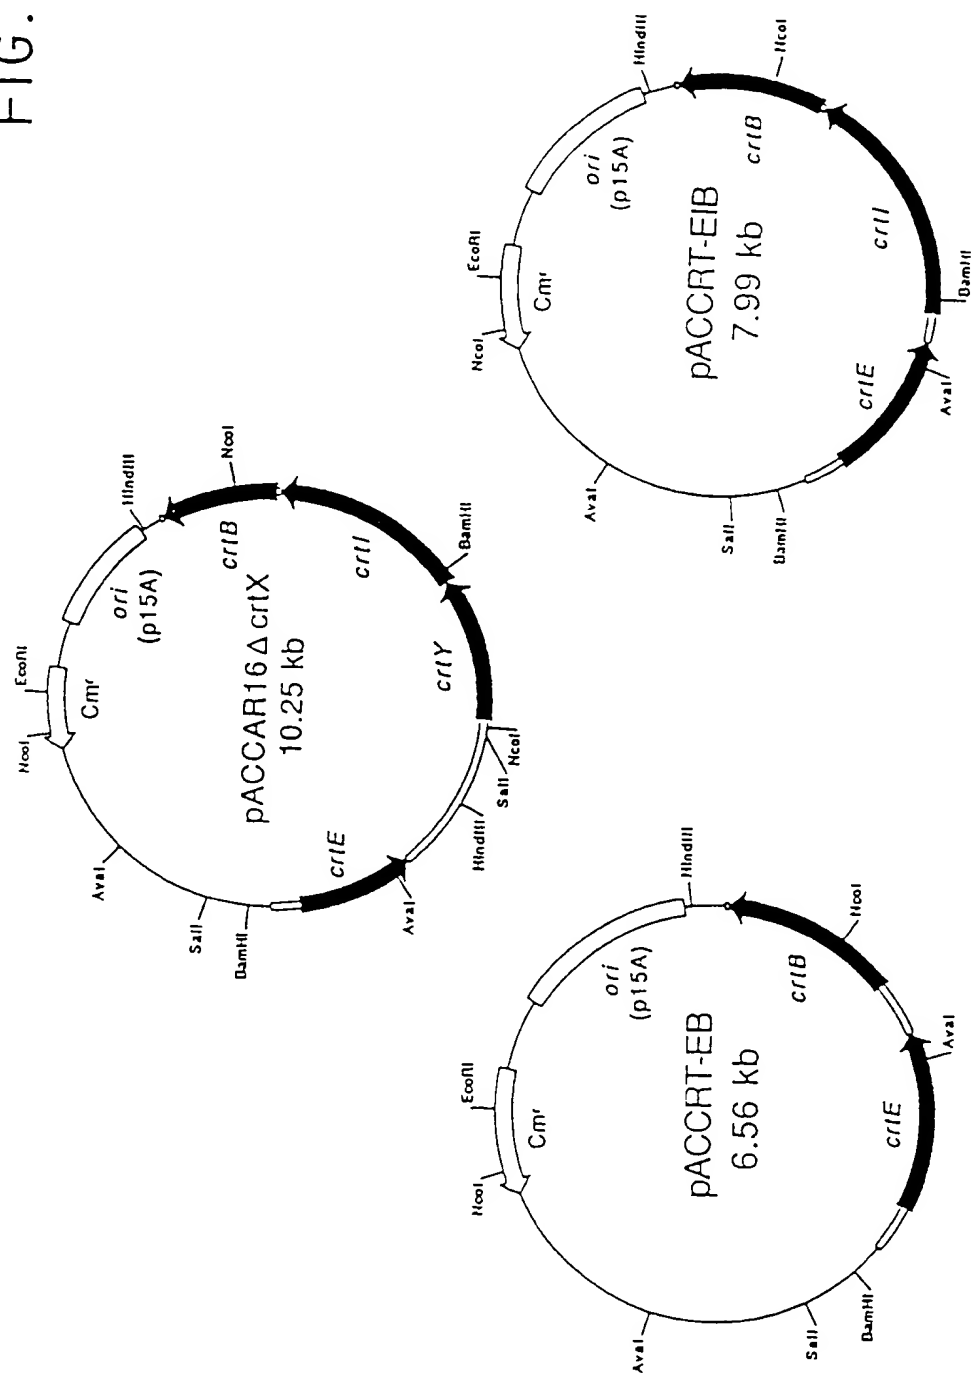 FIG.
pACCAR16ΔcrtX
10.25 kb
EcoRI
NcoI
Cmʳ
ori
(p15A)
HindIII
crtB
NcoI
crtI
BamHI
crtY
NcoI
SalI
HindIII
AvaI
crtE
BamHI
SalI
AvaI
pACCRT-EB
6.56 kb
EcoRI
NcoI
Cmʳ
ori
(p15A)
HindIII
crtB
NcoI
AvaI
crtE
BamHI
SalI
AvaI
pACCRT-EIB
7.99 kb
EcoRI
NcoI
Cmʳ
ori
(p15A)
HindIII
crtB
NcoI
crtI
BamHI
AvaI
crtE
BamHI
SalI
AvaI